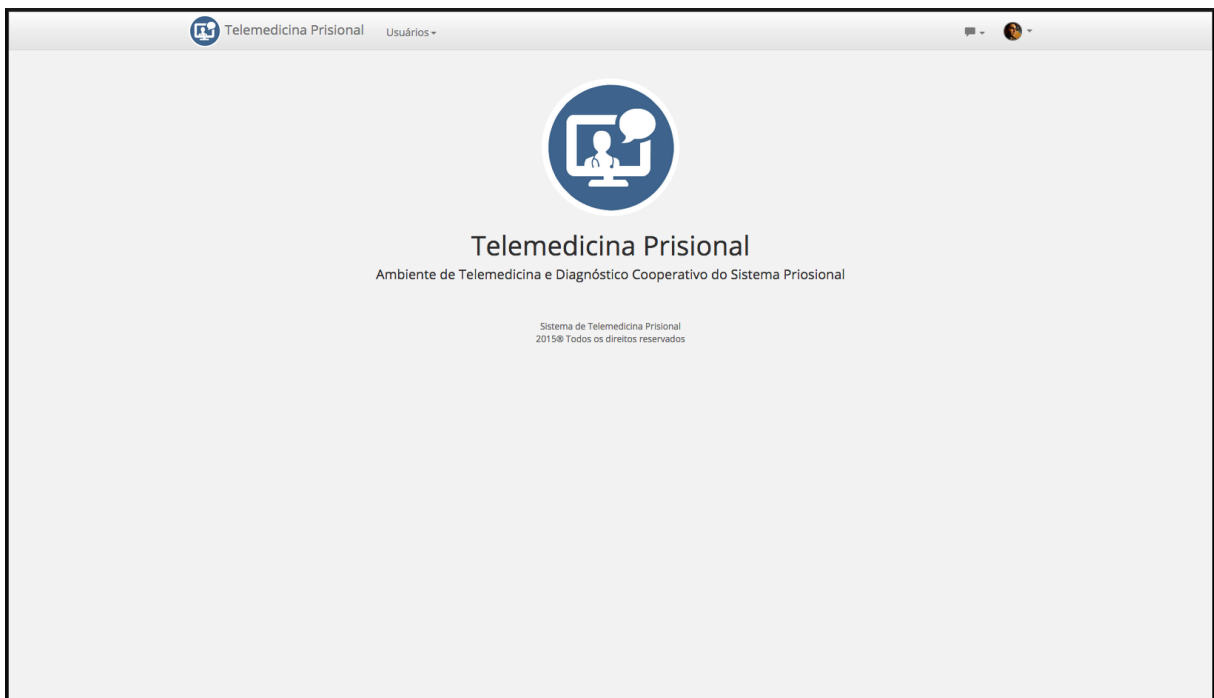 Telemedicina Prisional Usuários
Telemedicina Prisional
Ambiente de Telemedicina e Diagnóstico Cooperativo do Sistema Priosional
Sistema de Telemedicina Prisional
2015® Todos os direitos reservados